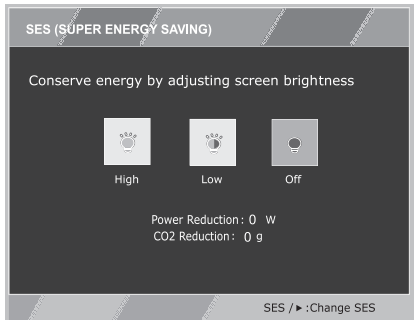 SES (SUPER ENERGY SAVING)
Conserve energy by adjusting screen brightness
High Low Off
Power Reduction : 0 W
CO2 Reduction : 0 g
SES / ► :Change SES